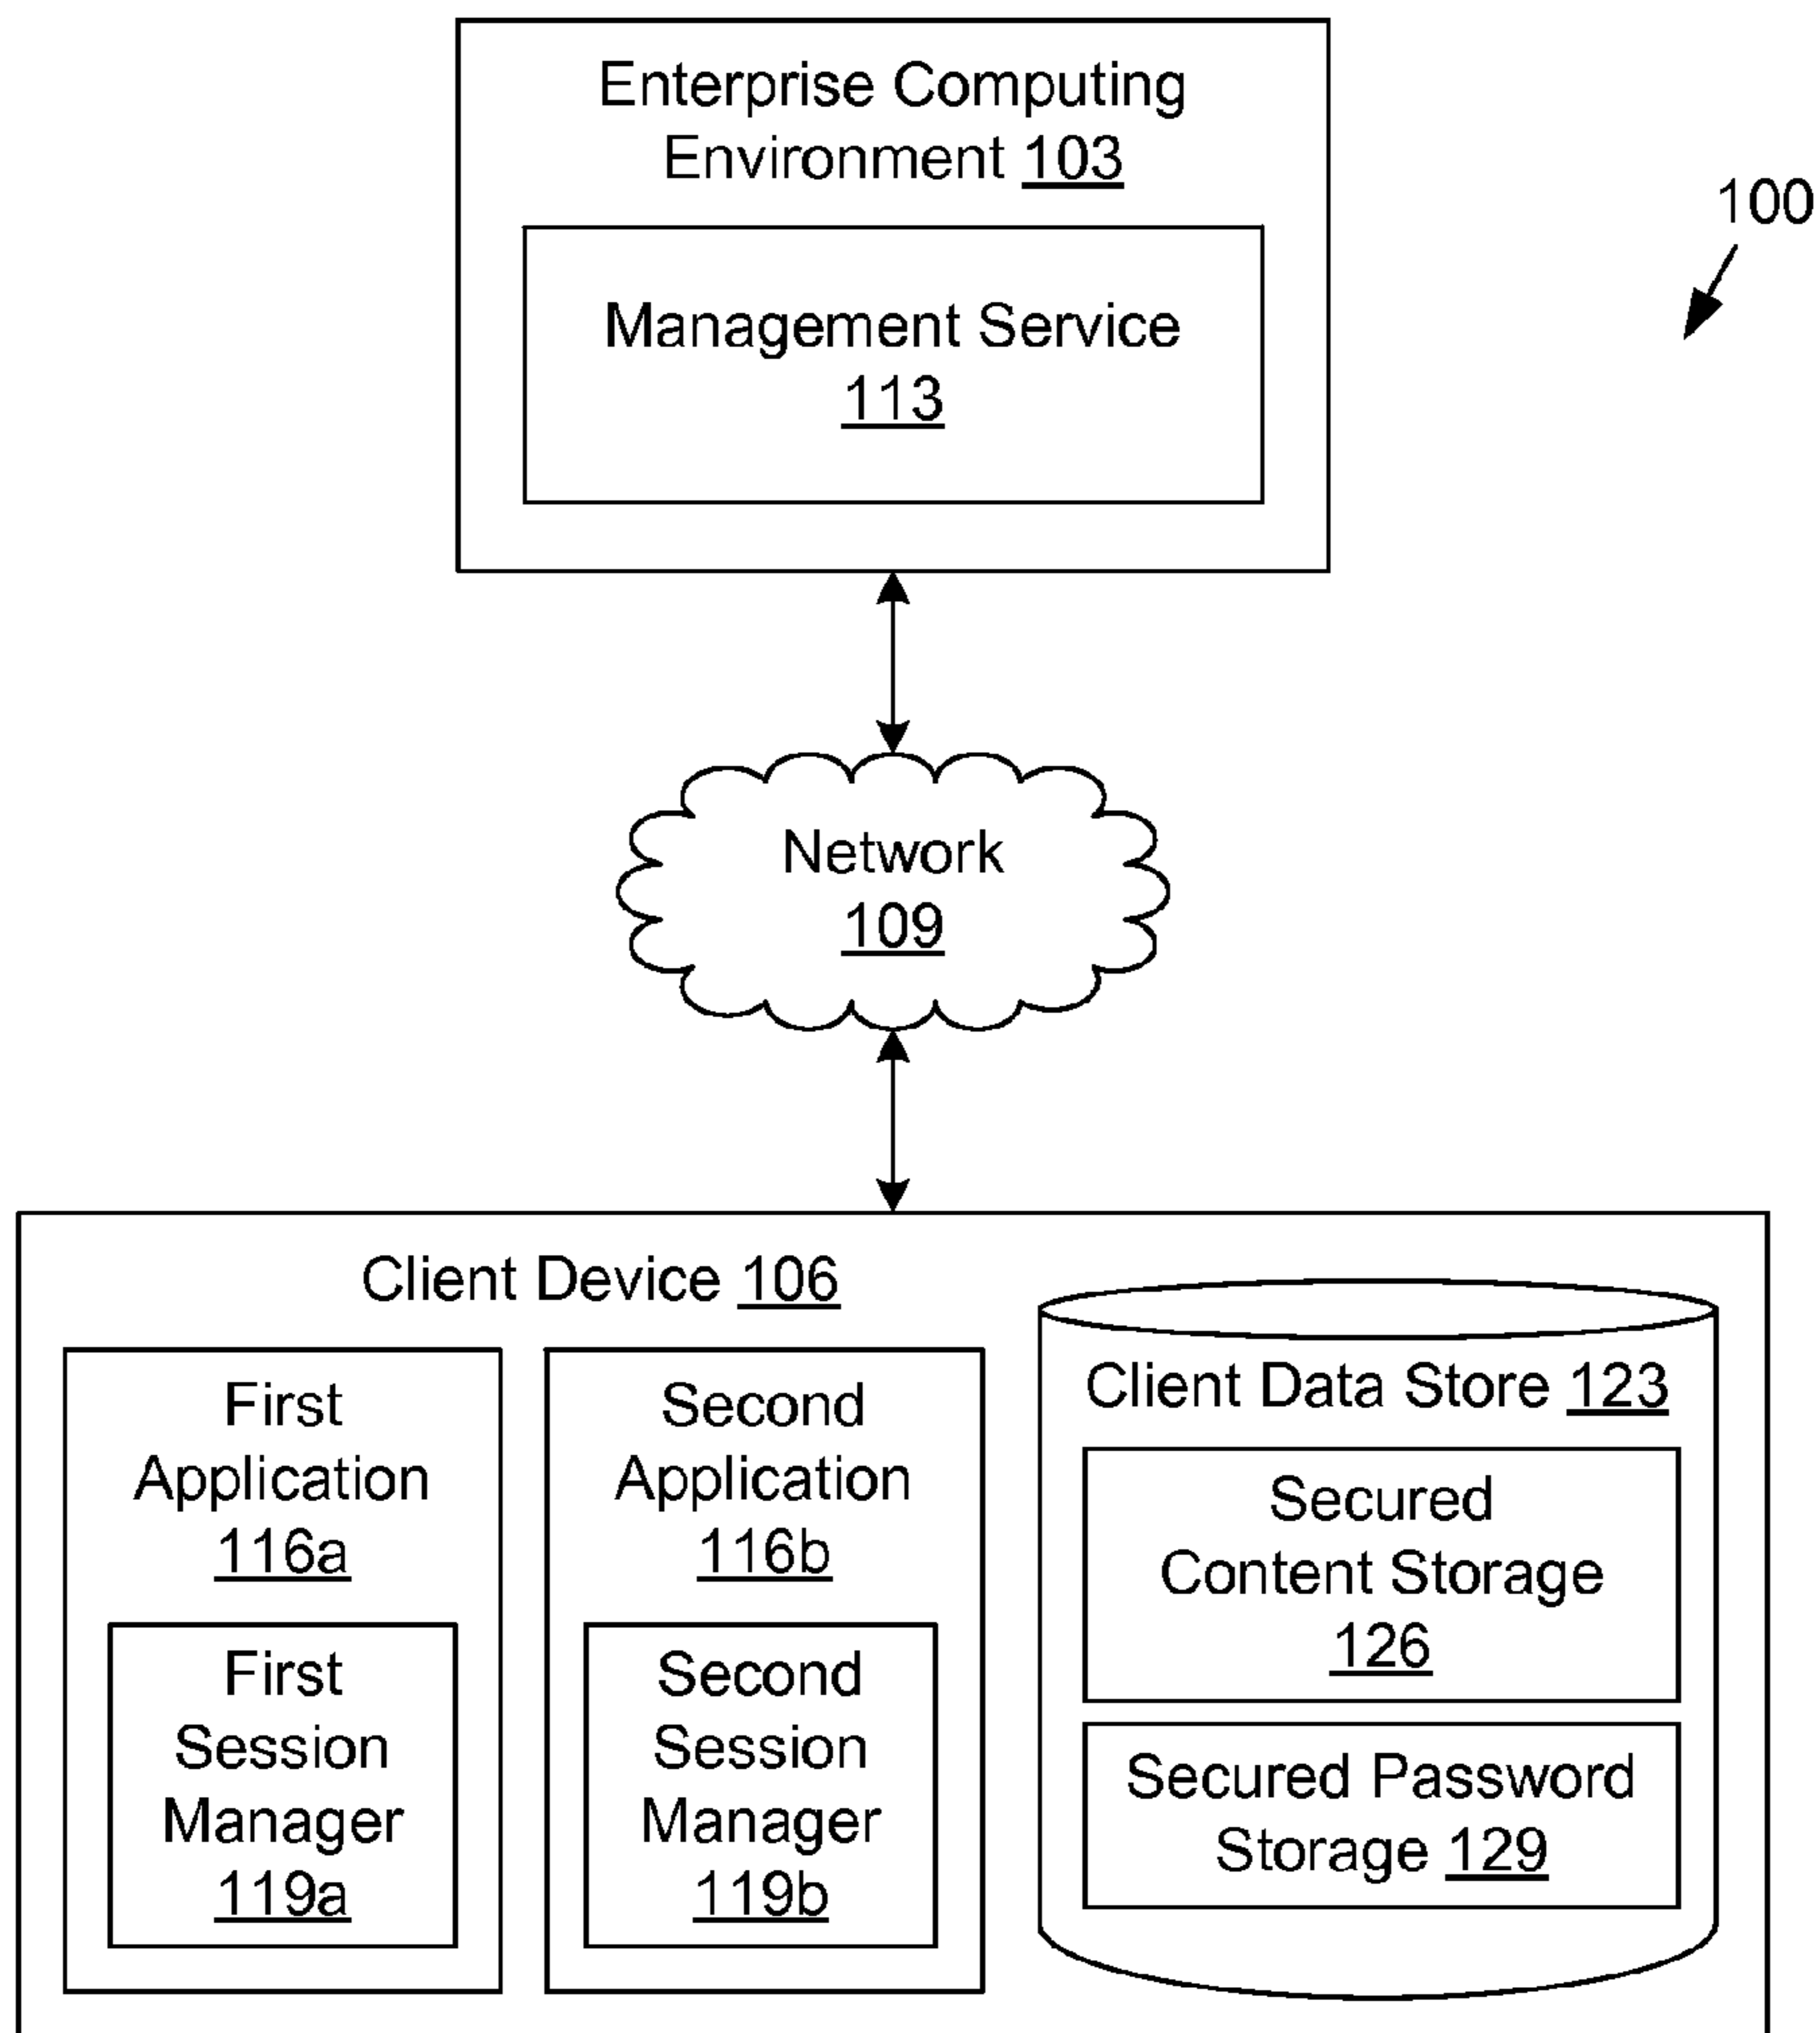 Enterprise Computing
Environment 103
100
Management Service
113
Network
109
Client Device 106
First
Application
116a
First
Session
Manager
119a
Second
Application
116b
Second
Session
Manager
119b
Client Data Store 123
Secured
Content Storage
126
Secured Password
Storage 129